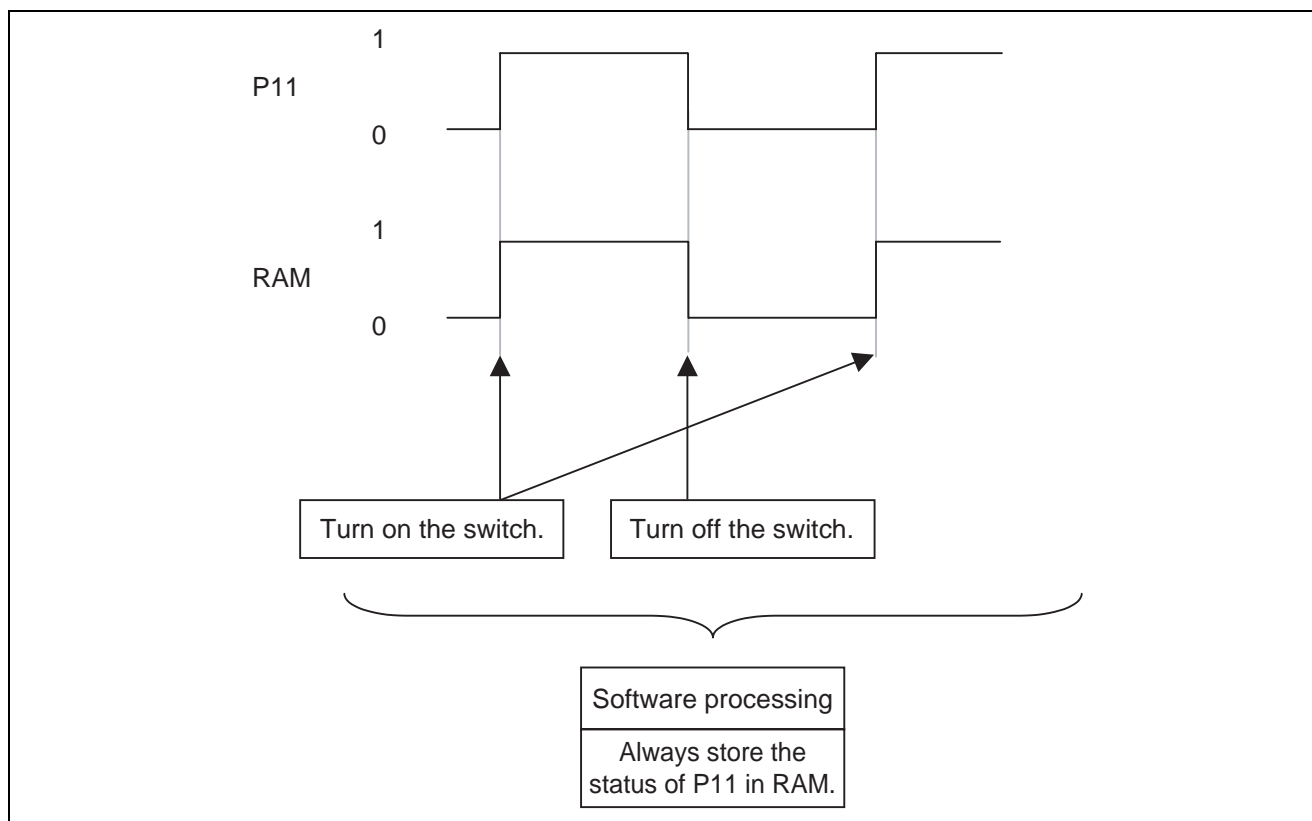 1
P11
0
1
RAM
0
Turn on the switch.
Turn off the switch.
Software processing
Always store the
status of P11 in RAM.